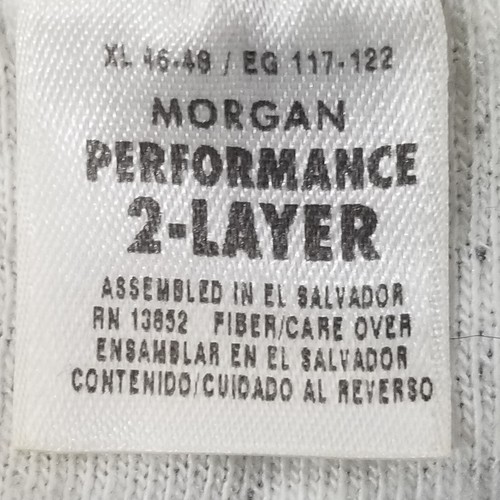 XL 46-48 / EG 117-122
MORGAN
PERFORMANCE
2-LAYER
ASSEMBLED IN EL SALVADOR
RN 13652 FIBER/CARE OVER
ENSAMBLAR EN EL SALVADOR
CONTENIDO/CUIDADO AL REVERSO